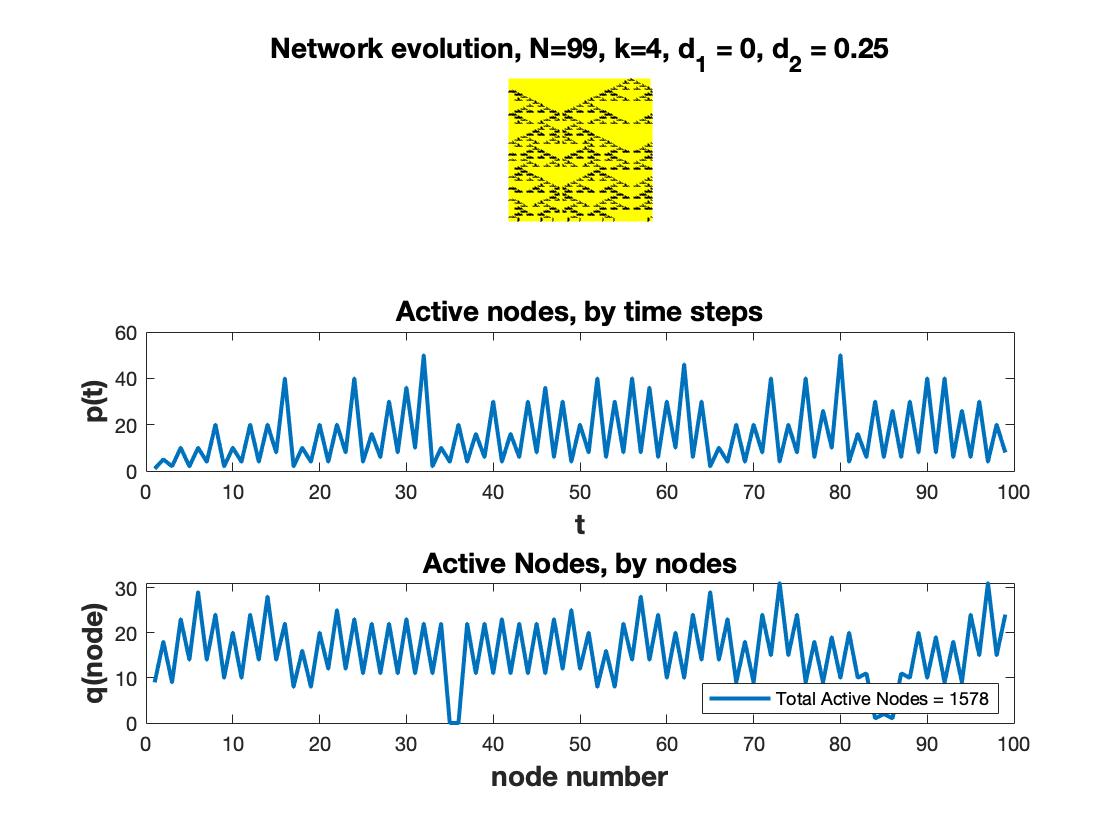 Network evolution, N=99, k=4, d1 = 0, d2 = 0.25
Active nodes, by time steps
60
40
20
0
p(t)
0 10 20 30 40 50 60 70 80 90 100
t
Active Nodes, by nodes
30
20
10
0
q(node)
Total Active Nodes = 1578
0 10 20 30 40 50 60 70 80 90 100
node number